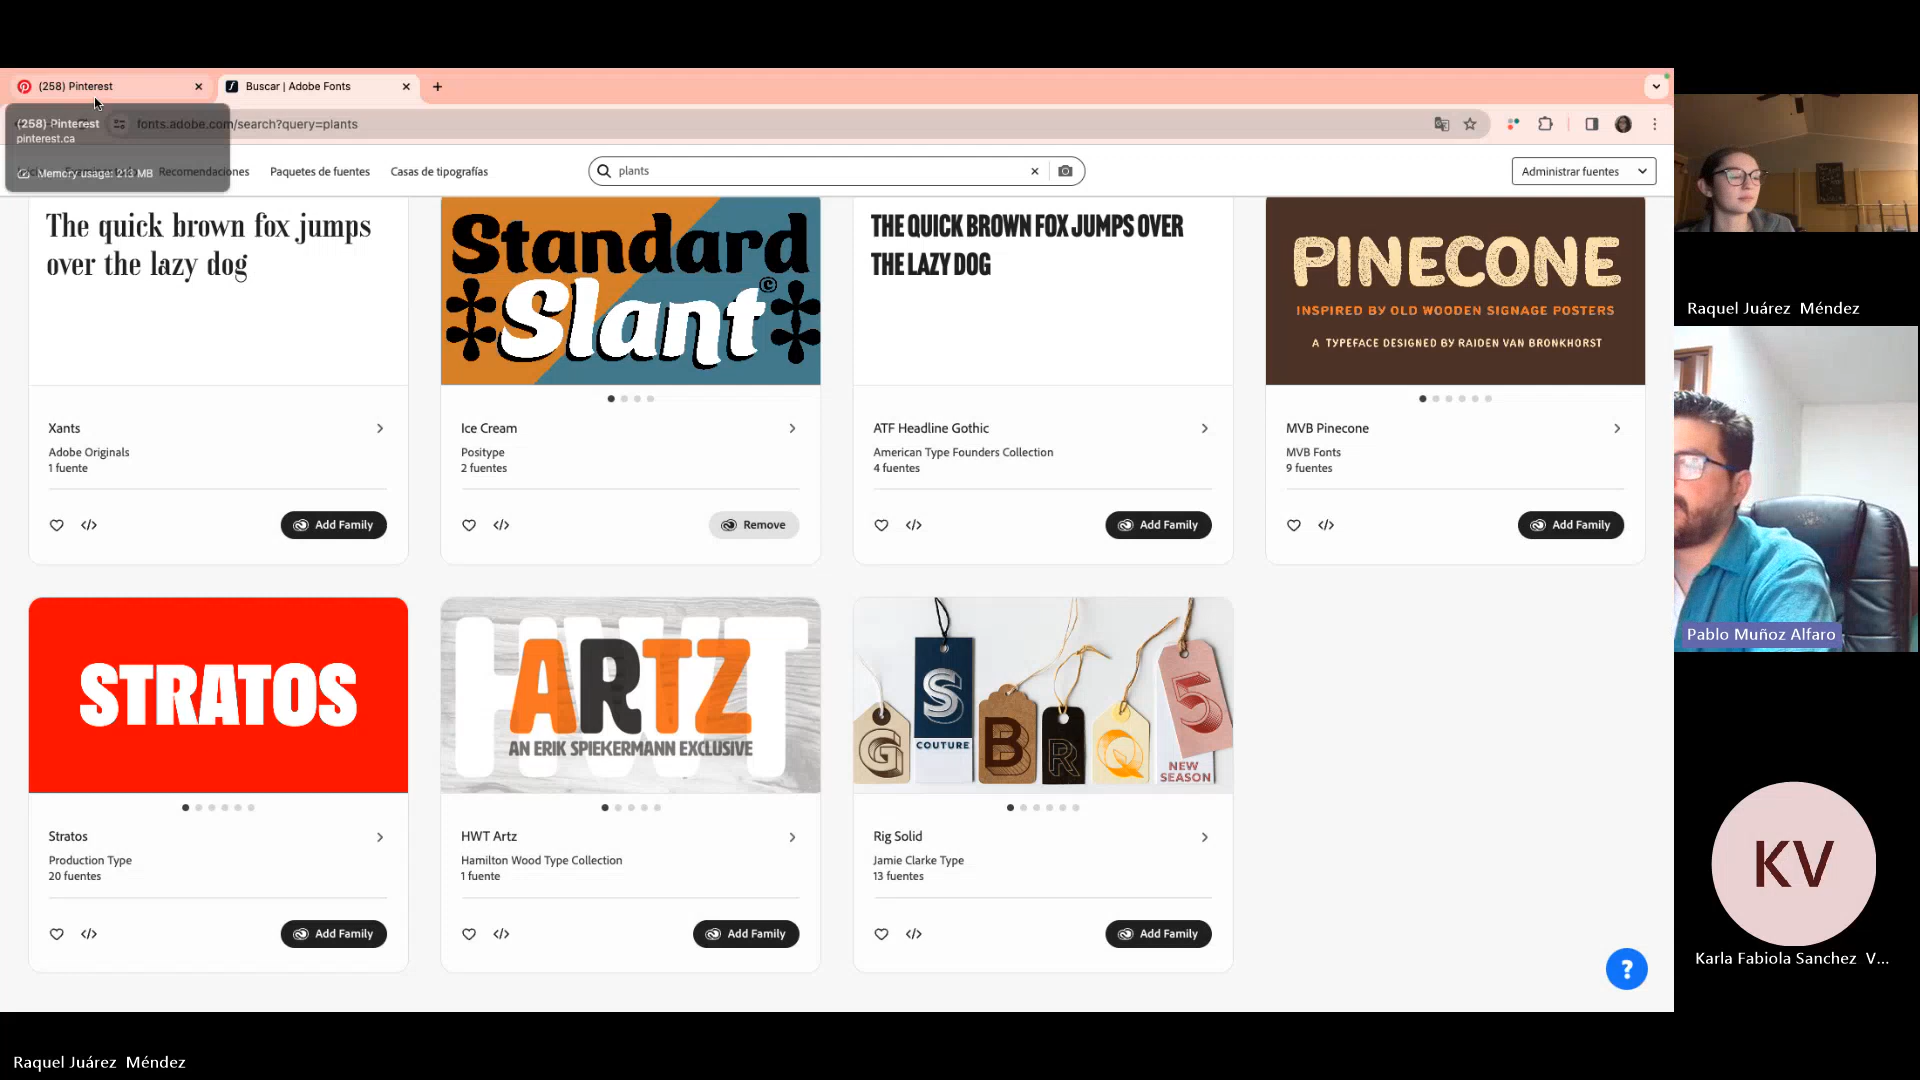 (258) Pinterest
Buscar | Adobe Fonts
(258) Pinterest
pinterest.ca
Memory usage: 213 MB
fonts.adobe.com/search?query=plants
Recomendaciones
Paquetes de fuentes
Casas de tipografías
plants
Administrar fuentes
The quick brown fox jumps
over the lazy dog
Standard
Slant
©
THE QUICK BROWN FOX JUMPS OVER
THE LAZY DOG
PINECONE
INSPIRED BY OLD WOODEN SIGNAGE POSTERS
A TYPEFACE DESIGNED BY RAIDEN VAN BRONKHORST
Xants
Adobe Originals
1 fuente
Add Family
Ice Cream
Positype
2 fuentes
Remove
ATF Headline Gothic
American Type Founders Collection
4 fuentes
Add Family
MVB Pinecone
MVB Fonts
9 fuentes
Add Family
STRATOS
HWT
ARTZ
AN ERIK SPIEKERMANN EXCLUSIVE
G
S
COUTURE
B
R
Q
5
NEW
SEASON
Stratos
Production Type
20 fuentes
Add Family
HWT Artz
Hamilton Wood Type Collection
1 fuente
Add Family
Rig Solid
Jamie Clarke Type
13 fuentes
Add Family
?
Raquel Juárez Méndez
Pablo Muñoz Alfaro
KV
Karla Fabiola Sanchez V...
Raquel Juárez Méndez